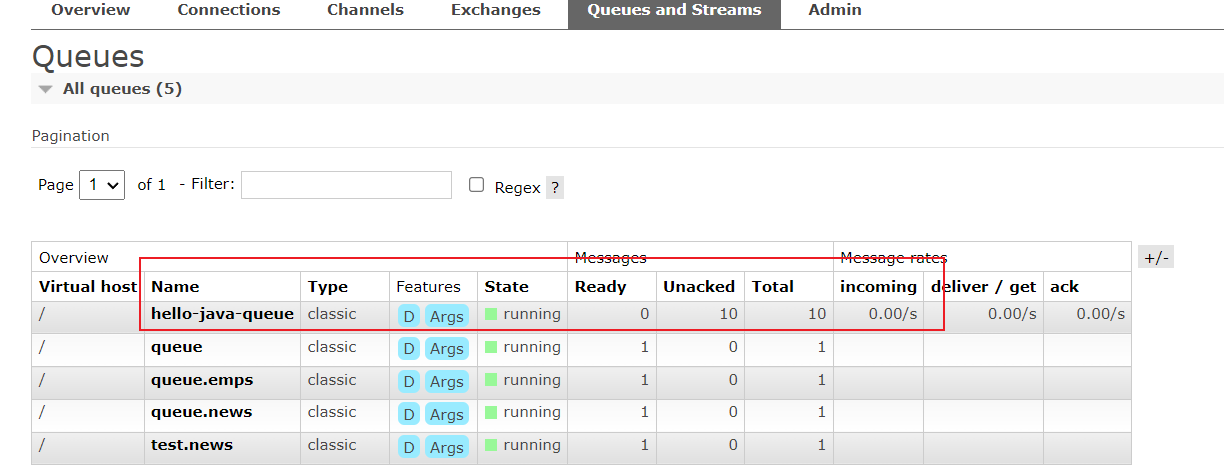 Overview Connections Channels Exchanges Queues and Streams Admin
Queues
All queues (5)
Pagination
Page 1 of 1 - Filter: Regex ?
Overview Messages Message rates +/-
Virtual host Name Type Features State Ready Unacked Total incoming deliver / get ack
/ hello-java-queue classic D Args running 0 10 10 0.00/s 0.00/s 0.00/s
/ queue classic D Args running 1 0 1
/ queue.emps classic D Args running 1 0 1
/ queue.news classic D Args running 1 0 1
/ test.news classic D Args running 1 0 1